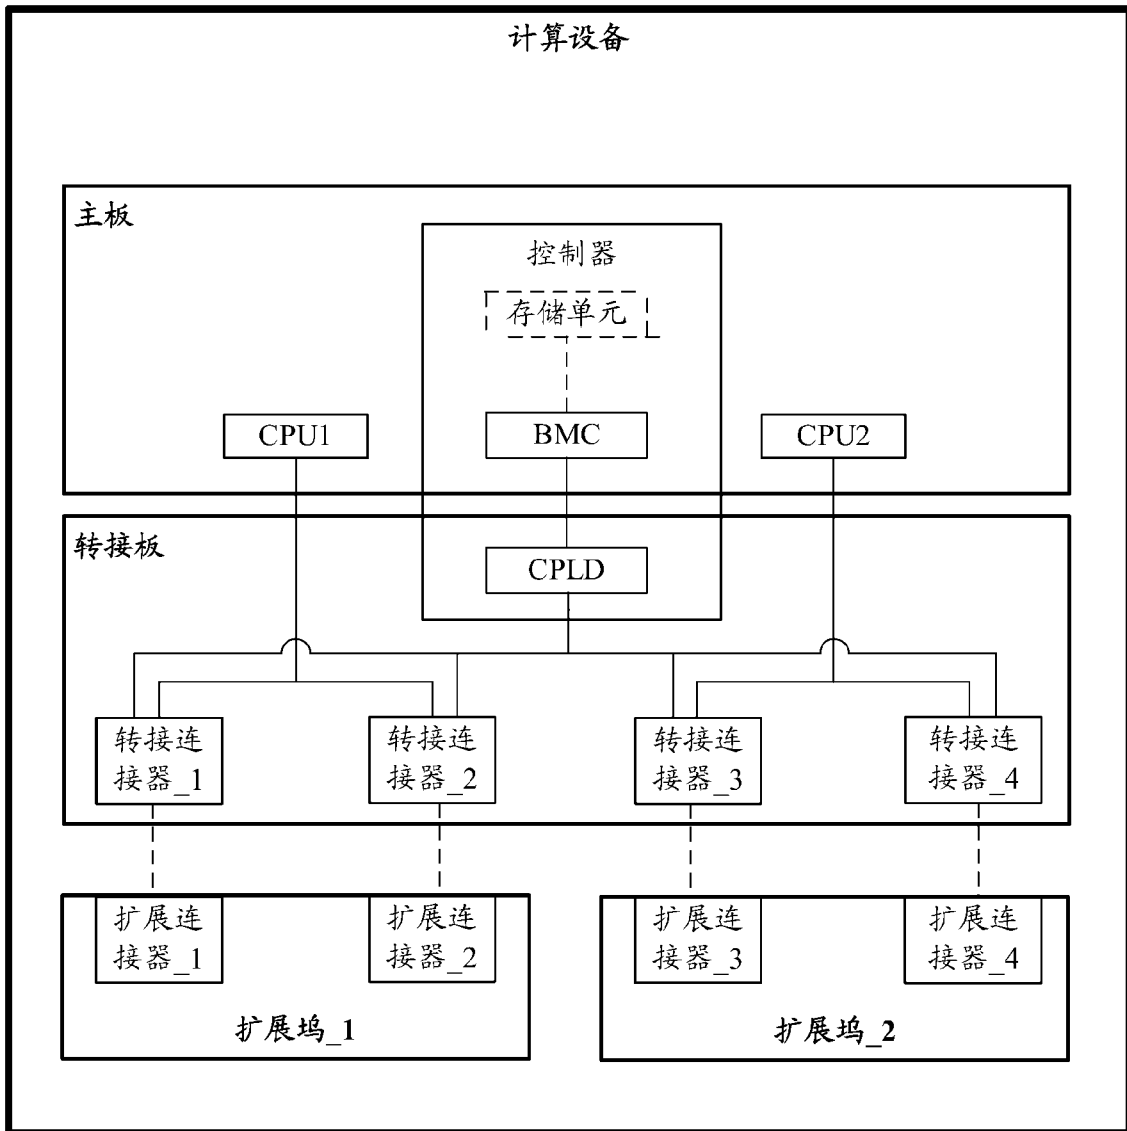 计算设备
主板
控制器
存储单元
CPU1
BMC
CPU2
转接板
CPLD
转接连
接器_1
转接连
接器_2
转接连
接器_3
转接连
接器_4
扩展连
接器_1
扩展连
接器_2
扩展连
接器_3
扩展连
接器_4
扩展坞_1
扩展坞_2